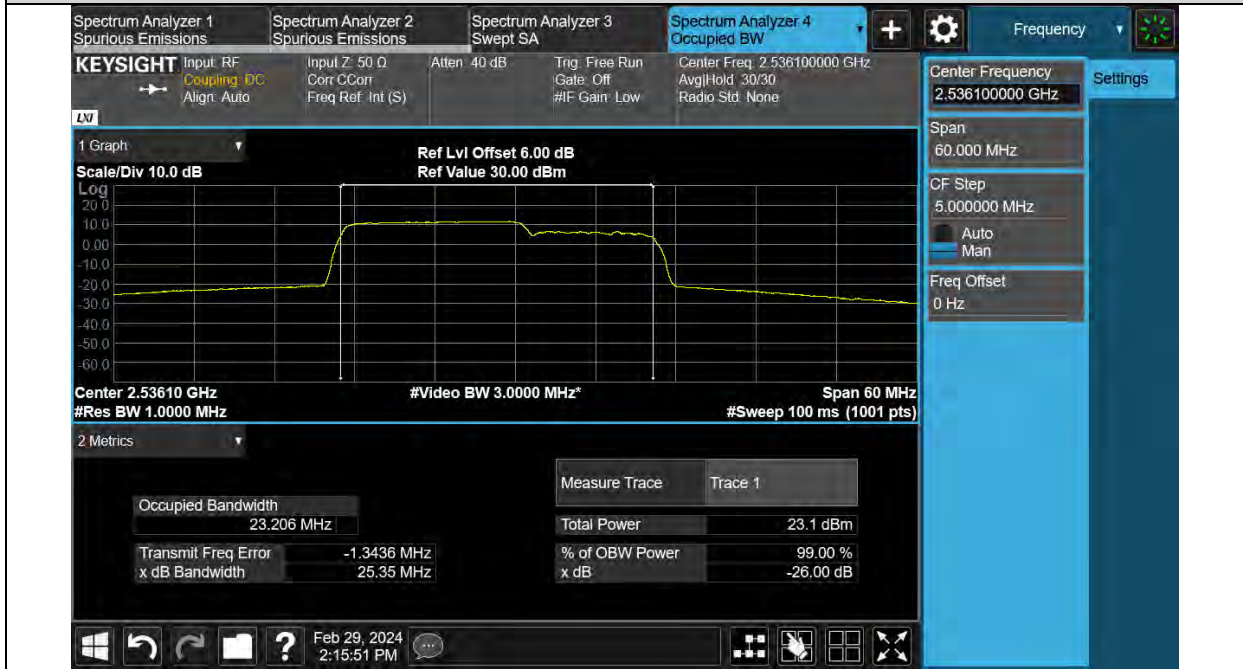 Spectrum Analyzer 1
Spurious Emissions
Spectrum Analyzer 2
Spurious Emissions
Spectrum Analyzer 3
Swept SA
Spectrum Analyzer 4
Occupied BW
+
Frequency
KEYSIGHT
Input: RF
Coupling: DC
Align: Auto
LXI
Input Z: 50 Ω
Corr CCorr
Freq Ref: Int (S)
Atten: 40 dB
Trig: Free Run
Gate: Off
#IF Gain: Low
Center Freq: 2.536100000 GHz
Avg|Hold: 30/30
Radio Std: None
Center Frequency
2.536100000 GHz
Settings
Span
60.000 MHz
CF Step
5.000000 MHz
Auto
Man
Freq Offset
0 Hz
1 Graph
Scale/Div 10.0 dB
Ref Lvl Offset 6.00 dB
Ref Value 30.00 dBm
Log
20.0
10.0
0.00
-10.0
-20.0
-30.0
-40.0
-50.0
-60.0
Center 2.53610 GHz
#Video BW 3.0000 MHz*
Span 60 MHz
#Res BW 1.0000 MHz
#Sweep 100 ms (1001 pts)
2 Metrics
Measure Trace
Trace 1
Occupied Bandwidth
23.206 MHz
Total Power
23.1 dBm
Transmit Freq Error
-1.3436 MHz
% of OBW Power
99.00 %
x dB Bandwidth
25.35 MHz
x dB
-26.00 dB
?
Feb 29, 2024
2:15:51 PM